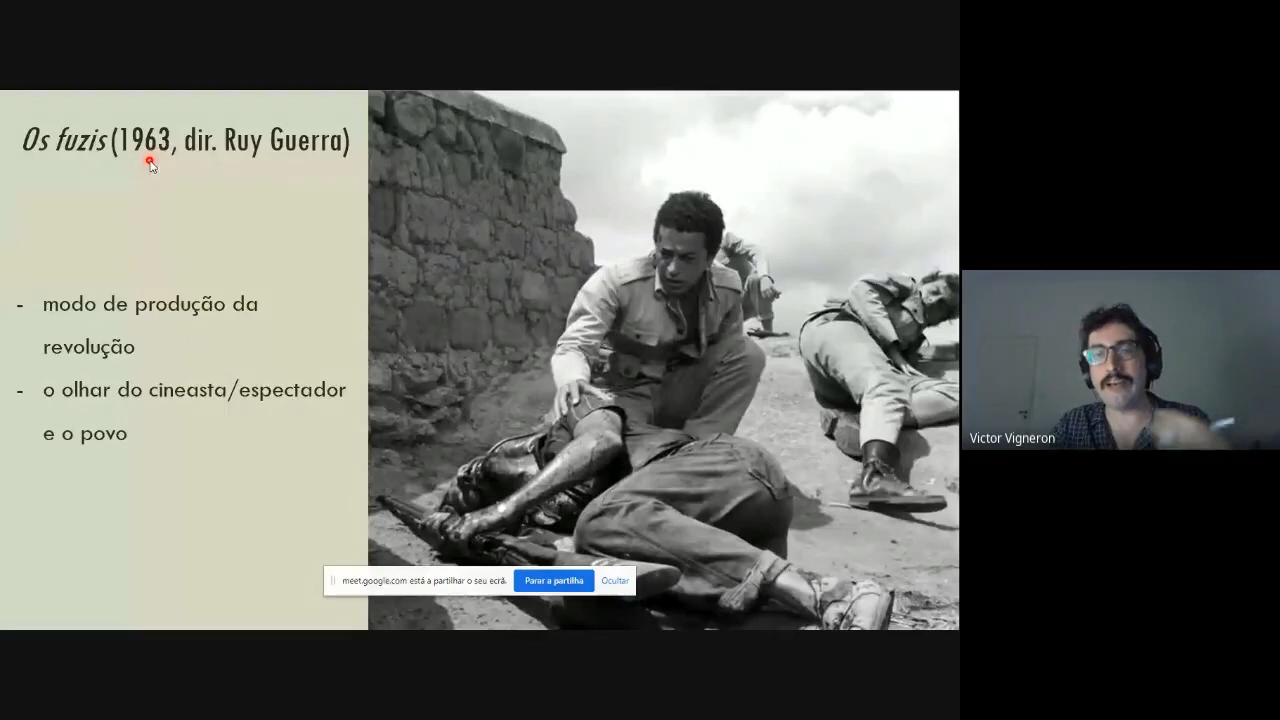 Os fuzis (1963, dir. Ruy Guerra)
- modo de produção da
revolução
- o olhar do cineasta/espectador
e o povo
meet.google.com está a partilhar o seu ecrã.
Parar a partilha
Ocultar
Victor Vigneron